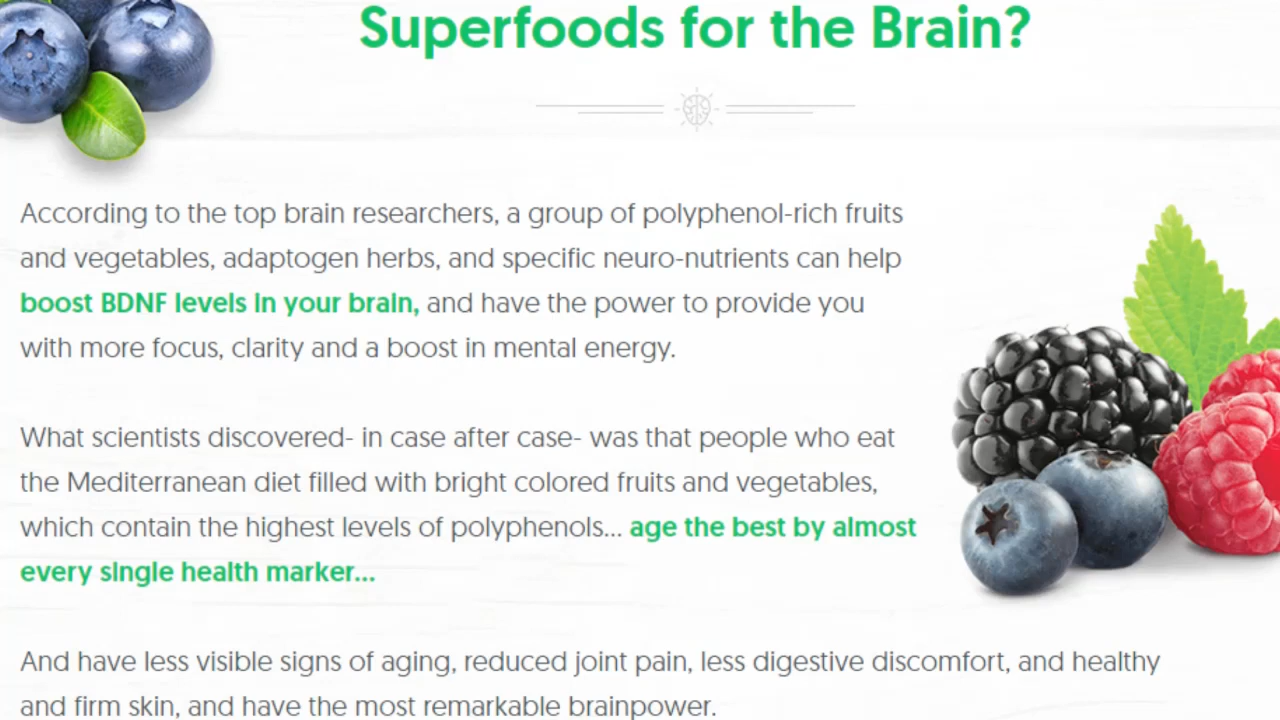 Superfoods for the Brain?
According to the top brain researchers, a group of polyphenol-rich fruits
and vegetables, adaptogen herbs, and specific neuro-nutrients can help
boost BDNF levels in your brain, and have the power to provide you
with more focus, clarity and a boost in mental energy.
What scientists discovered- in case after case- was that people who eat
the Mediterranean diet filled with bright colored fruits and vegetables,
which contain the highest levels of polyphenols... age the best by almost
every single health marker...
And have less visible signs of aging, reduced joint pain, less digestive discomfort, and healthy
and firm skin, and have the most remarkable brainpower.